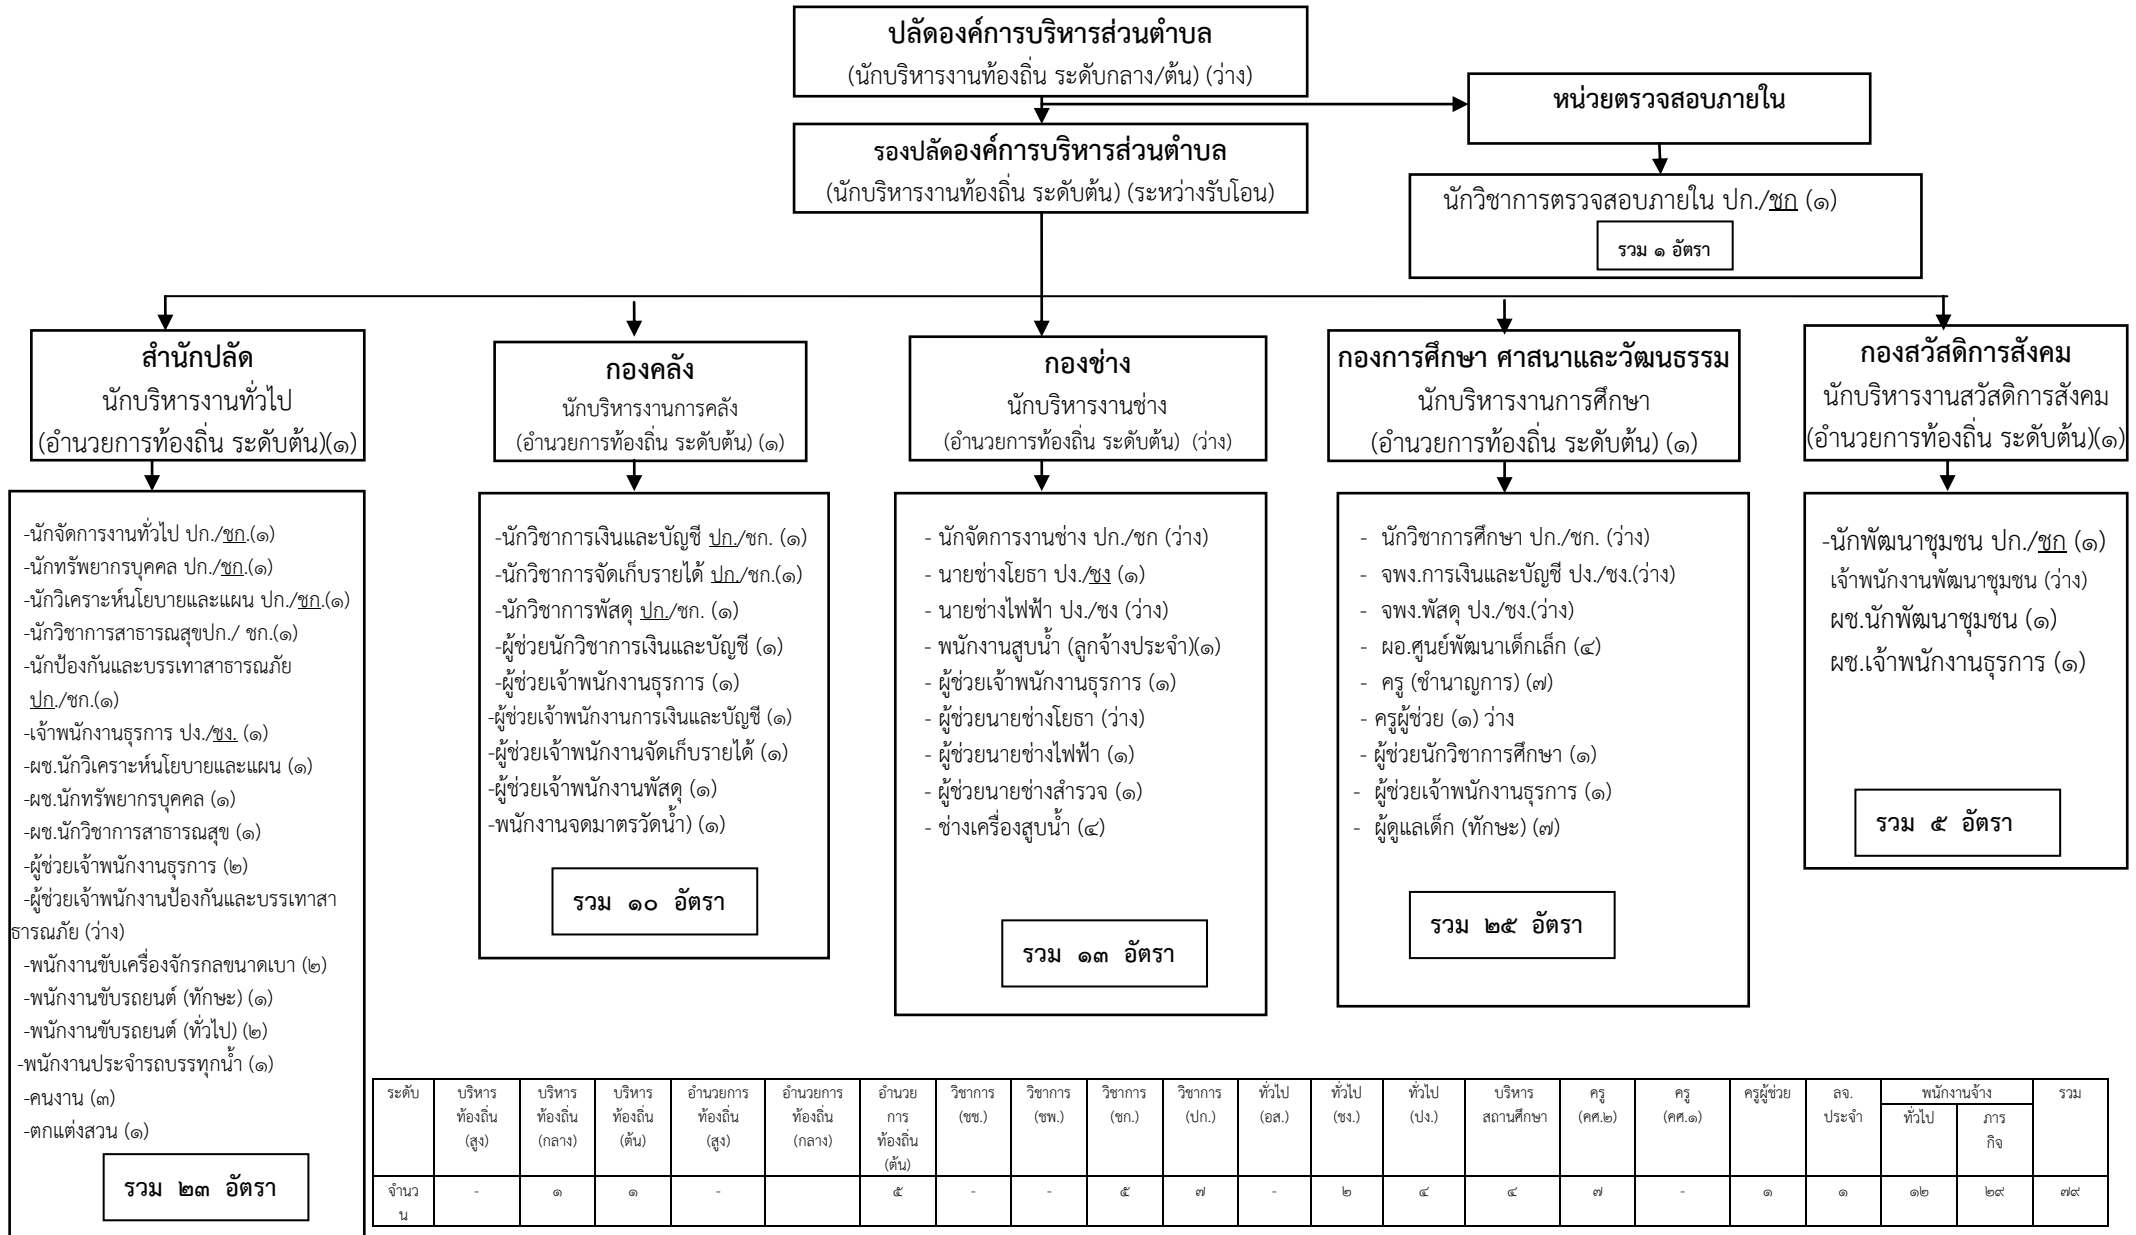 ปลัดองค์การบริหารส่วนตำบล
(นักบริหารงานท้องถิ่น ระดับกลาง/ต้น) (ว่าง)
หน่วยตรวจสอบภายใน
รองปลัดองค์การบริหารส่วนตำบล
(นักบริหารงานท้องถิ่น ระดับต้น) (ระหว่างรับโอน)
นักวิชาการตรวจสอบภายใน ปก./ชก (๑)
รวม ๑ อัตรา
สำนักปลัด
นักบริหารงานทั่วไป
(อำนวยการท้องถิ่น ระดับต้น)(๑)
กองคลัง
นักบริหารงานการคลัง
(อำนวยการท้องถิ่น ระดับต้น) (๑)
กองช่าง
นักบริหารงานช่าง
(อำนวยการท้องถิ่น ระดับต้น) (ว่าง)
กองการศึกษา ศาสนาและวัฒนธรรม
นักบริหารงานการศึกษา
(อำนวยการท้องถิ่น ระดับต้น) (๑)
กองสวัสดิการสังคม
นักบริหารงานสวัสดิการสังคม
(อำนวยการท้องถิ่น ระดับต้น)(๑)
-นักจัดการงานทั่วไป ปก./ชก.(๑)
-นักทรัพยากรบุคคล ปก./ชก.(๑)
-นักวิเคราะห์นโยบายและแผน ปก./ชก.(๑)
-นักวิชาการสาธารณสุขปก./ ชก.(๑)
-นักป้องกันและบรรเทาสาธารณภัย
ปก./ชก.(๑)
-เจ้าพนักงานธุรการ ปง./ชง. (๑)
-ผช.นักวิเคราะห์นโยบายและแผน (๑)
-ผช.นักทรัพยากรบุคคล (๑)
-ผช.นักวิชาการสาธารณสุข (๑)
-ผู้ช่วยเจ้าพนักงานธุรการ (๒)
-ผู้ช่วยเจ้าพนักงานป้องกันและบรรเทาสา
ธารณภัย (ว่าง)
-พนักงานขับเครื่องจักรกลขนาดเบา (๒)
-พนักงานขับรถยนต์ (ทักษะ) (๑)
-พนักงานขับรถยนต์ (ทั่วไป) (๒)
-พนักงานประจำรถบรรทุกน้ำ (๑)
-คนงาน (๓)
-ตกแต่งสวน (๑)
รวม ๒๓ อัตรา
-นักวิชาการเงินและบัญชี ปก./ชก. (๑)
-นักวิชาการจัดเก็บรายได้ ปก./ชก.(๑)
-นักวิชาการพัสดุ ปก./ชก. (๑)
-ผู้ช่วยนักวิชาการเงินและบัญชี (๑)
-ผู้ช่วยเจ้าพนักงานธุรการ (๑)
-ผู้ช่วยเจ้าพนักงานการเงินและบัญชี (๑)
-ผู้ช่วยเจ้าพนักงานจัดเก็บรายได้ (๑)
-ผู้ช่วยเจ้าพนักงานพัสดุ (๑)
-พนักงานจดมาตรวัดน้ำ) (๑)
รวม ๑๐ อัตรา
- นักจัดการงานช่าง ปก./ชก (ว่าง)
- นายช่างโยธา ปง./ชง (๑)
- นายช่างไฟฟ้า ปง./ชง (ว่าง)
- พนักงานสูบน้ำ (ลูกจ้างประจำ)(๑)
- ผู้ช่วยเจ้าพนักงานธุรการ (๑)
- ผู้ช่วยนายช่างโยธา (ว่าง)
- ผู้ช่วยนายช่างไฟฟ้า (๑)
- ผู้ช่วยนายช่างสำรวจ (๑)
- ช่างเครื่องสูบน้ำ (๔)
รวม ๑๓ อัตรา
- นักวิชาการศึกษา ปก./ชก. (ว่าง)
- จพง.การเงินและบัญชี ปง./ชง.(ว่าง)
- จพง.พัสดุ ปง./ชง.(ว่าง)
- ผอ.ศูนย์พัฒนาเด็กเล็ก (๔)
- ครู (ชำนาญการ) (๗)
- ครูผู้ช่วย (๑) ว่าง
- ผู้ช่วยนักวิชาการศึกษา (๑)
- ผู้ช่วยเจ้าพนักงานธุรการ (๑)
- ผู้ดูแลเด็ก (ทักษะ) (๗)
รวม ๒๕ อัตรา
-นักพัฒนาชุมชน ปก./ชก (๑)
เจ้าพนักงานพัฒนาชุมชน (ว่าง)
ผช.นักพัฒนาชุมชน (๑)
ผช.เจ้าพนักงานธุรการ (๑)
รวม ๕ อัตรา
ระดับ บริหาร บริหาร บริหาร อำนวยการ อำนวยการ อำนวย วิชาการ วิชาการ วิชาการ วิชาการ ทั่วไป ทั่วไป ทั่วไป บริหาร ครู ครู ครูผู้ช่วย ลจ. พนักงานจ้าง รวม
ท้องถิ่น ท้องถิ่น ท้องถิ่น ท้องถิ่น ท้องถิ่น การ (ชช.) (ชพ.) (ชก.) (ปก.) (อส.) (ชง.) (ปง.) สถานศึกษา (คศ.๒) (คศ.๑) ประจำ ทั่วไป ภาร
(สูง) (กลาง) (ต้น) (สูง) (กลาง) ท้องถิ่น กิจ
(ต้น)
จำนว - ๑ ๑ - ๕ - - ๕ ๗ - ๒ ๔ ๔ ๗ - ๑ ๑ ๑๒ ๒๙ ๗๙
น